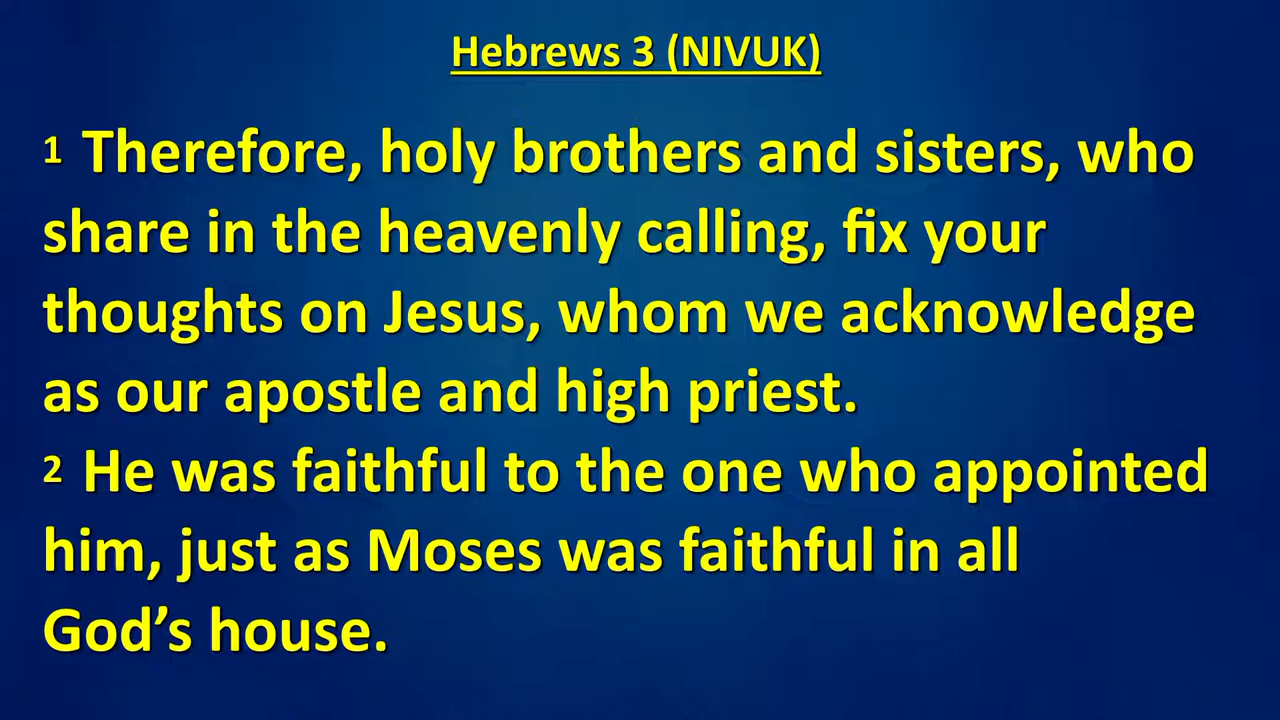 Hebrews 3 (NIVUK)
1 Therefore, holy brothers and sisters, who
share in the heavenly calling, fix your
thoughts on Jesus, whom we acknowledge
as our apostle and high priest.
2 He was faithful to the one who appointed
him, just as Moses was faithful in all
God’s house.